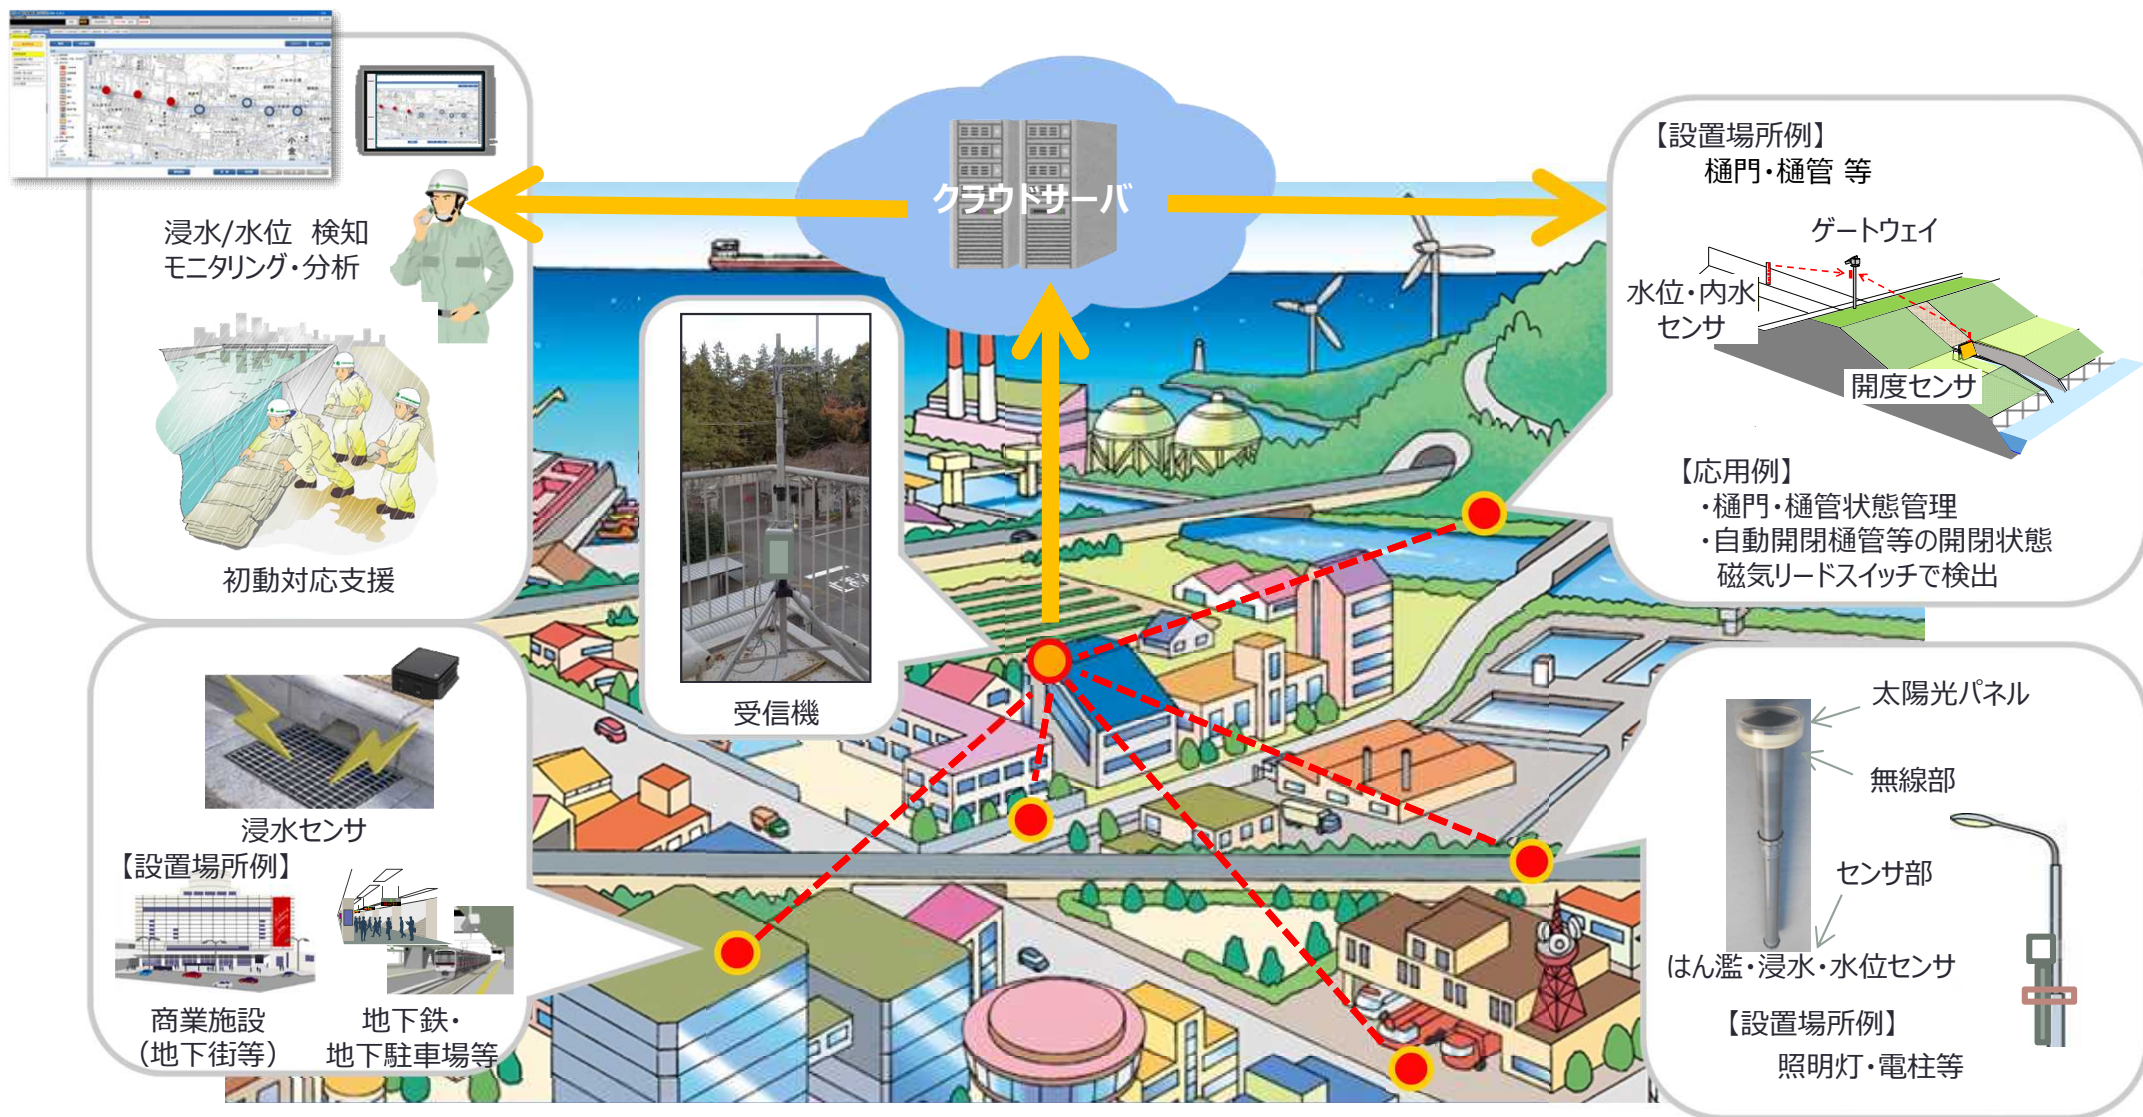 クラウドサーバ
浸水/水位 検知
モニタリング・分析
初動対応支援
受信機
浸水センサ
【設置場所例】
商業施設
（地下街等）
地下鉄・
地下駐車場等
【設置場所例】
樋門・樋管 等
ゲートウェイ
水位・内水
センサ
開度センサ
【応用例】
・樋門・樋管状態管理
・自動開閉樋管等の開閉状態
磁気リードスイッチで検出
太陽光パネル
無線部
センサ部
はん濫・浸水・水位センサ
【設置場所例】
照明灯・電柱等